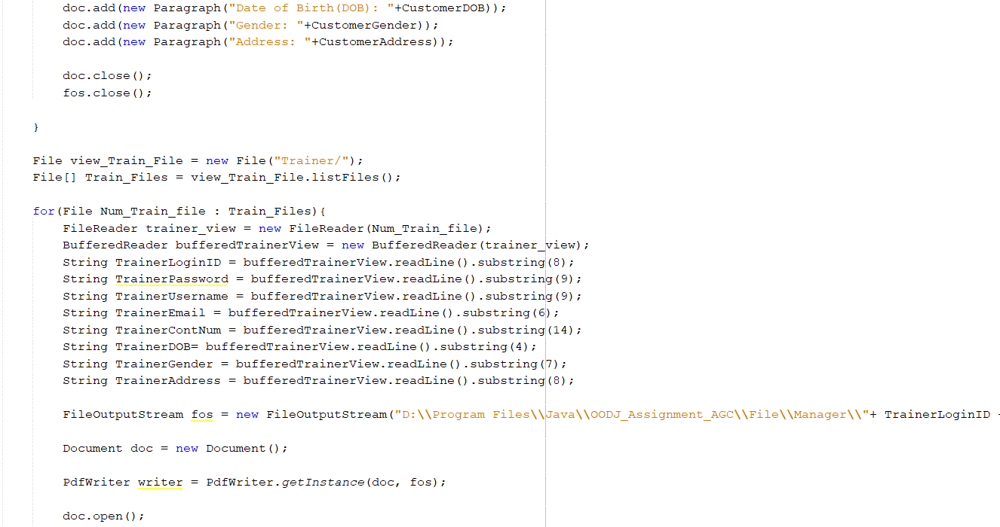 doc.add(new Paragraph("Date of Birth(DOB): "+CustomerDOB));
doc.add(new Paragraph("Gender: "+CustomerGender));
doc.add(new Paragraph("Address: "+CustomerAddress));
doc.close();
fos.close();
}
File view_Train_File = new File("Trainer/");
File[] Train_Files = view_Train_File.listFiles();
for(File Num_Train_file : Train_Files){
FileReader trainer_view = new FileReader(Num_Train_file);
BufferedReader bufferedTrainerView = new BufferedReader(trainer_view);
String TrainerLoginID = bufferedTrainerView.readLine().substring(8);
String TrainerPassword = bufferedTrainerView.readLine().substring(9);
String TrainerUsername = bufferedTrainerView.readLine().substring(9);
String TrainerEmail = bufferedTrainerView.readLine().substring(6);
String TrainerContNum = bufferedTrainerView.readLine().substring(14);
String TrainerDOB= bufferedTrainerView.readLine().substring(4);
String TrainerGender = bufferedTrainerView.readLine().substring(7);
String TrainerAddress = bufferedTrainerView.readLine().substring(8);
FileOutputStream fos = new FileOutputStream("D:\\Program Files\\Java\\OODJ_Assignment_AGC\\File\\Manager\\"+ TrainerLoginID
Document doc = new Document();
PdfWriter writer = PdfWriter.getInstance(doc, fos);
doc.open();